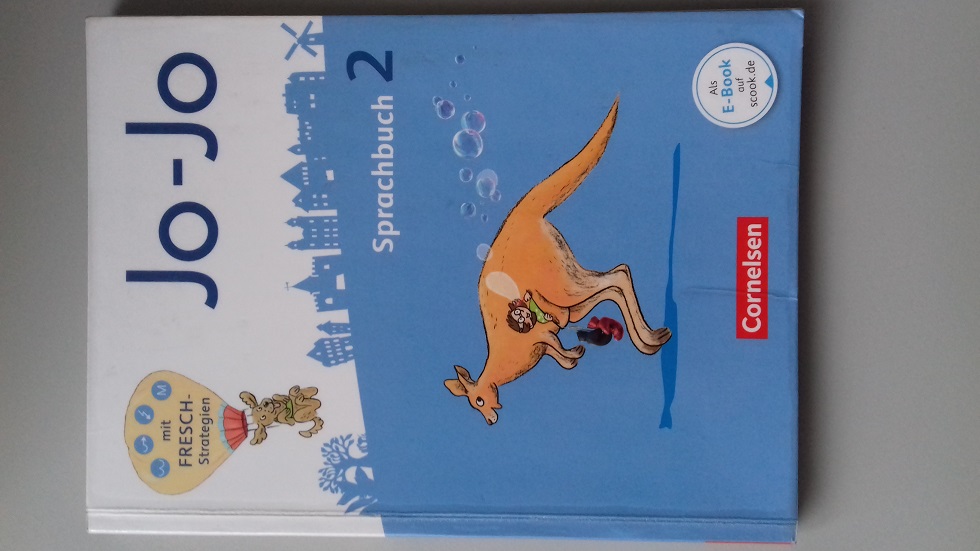 Jo-Jo
Sprachbuch 2
mit
FRESCH-
Strategien
M
Als
E-Book
auf
scook.de
Cornelsen